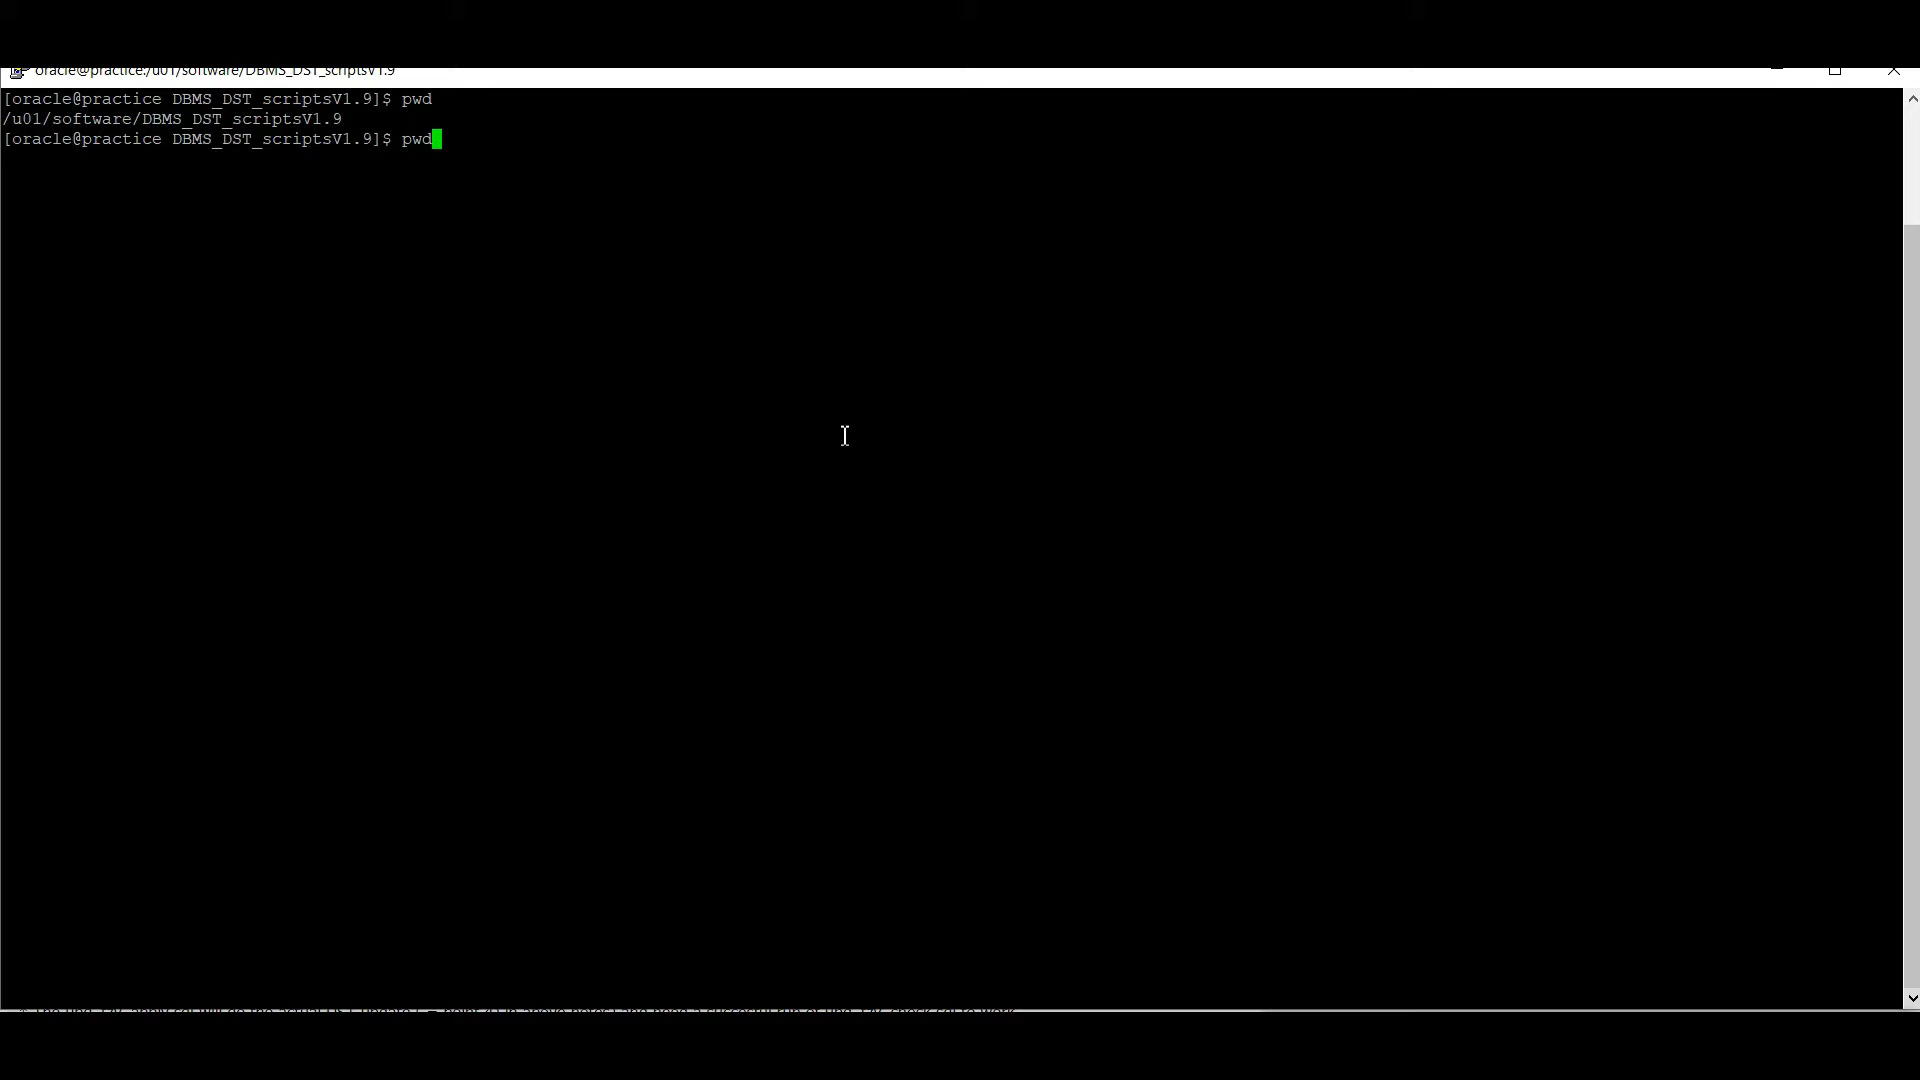 oracle@practice:/u01/software/DBMS_DST_scriptsV1.9
[oracle@practice DBMS_DST_scriptsV1.9]$ pwd
/u01/software/DBMS_DST_scriptsV1.9
[oracle@practice DBMS_DST_scriptsV1.9]$ pwd